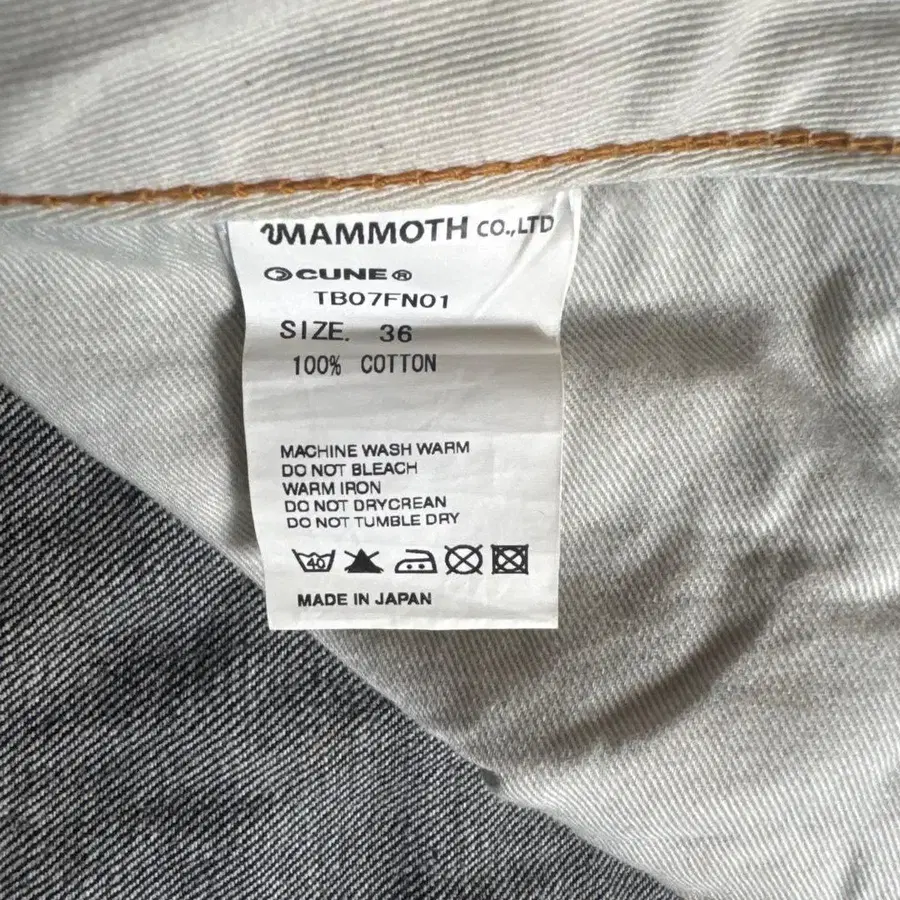 MAMMOTH CO.,LTD
CUNE®
TB07FN01
SIZE. 36
100% COTTON
MACHINE WASH WARM
DO NOT BLEACH
WARM IRON
DO NOT DRYCREAN
DO NOT TUMBLE DRY
40
MADE IN JAPAN